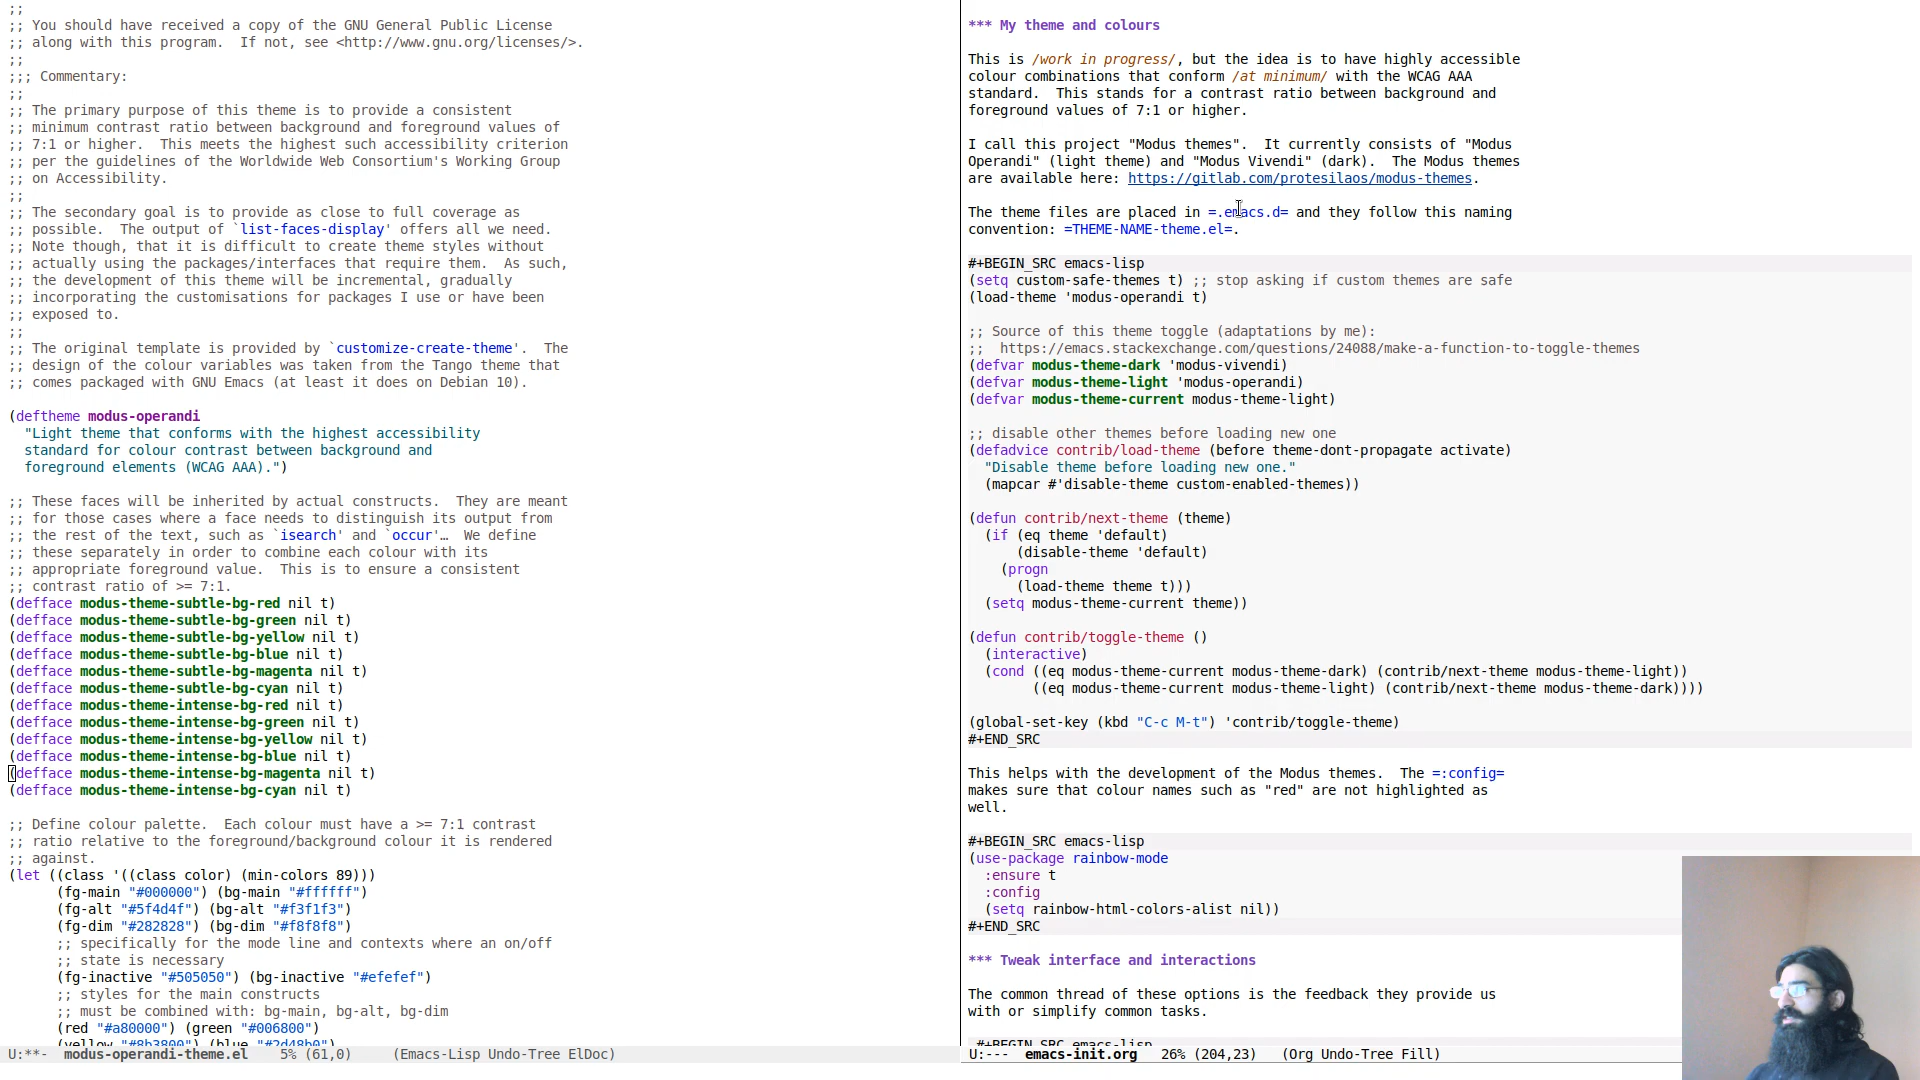 ;;
;; You should have received a copy of the GNU General Public License
;; along with this program.  If not, see <http://www.gnu.org/licenses/>.
;;
;;; Commentary:
;;
;; The primary purpose of this theme is to provide a consistent
;; minimum contrast ratio between background and foreground values of
;; 7:1 or higher.  This meets the highest such accessibility criterion
;; per the guidelines of the Worldwide Web Consortium's Working Group
;; on Accessibility.
;;
;; The secondary goal is to provide as close to full coverage as
;; possible.  The output of `list-faces-display' offers all we need.
;; Note though, that it is difficult to create theme styles without
;; actually using the packages/interfaces that require them.  As such,
;; the development of this theme will be incremental, gradually
;; incorporating the customisations for packages I use or have been
;; exposed to.
;;
;; The original template is provided by `customize-create-theme'.  The
;; design of the colour variables was taken from the Tango theme that
;; comes packaged with GNU Emacs (at least it does on Debian 10).

(deftheme modus-operandi
  "Light theme that conforms with the highest accessibility
  standard for colour contrast between background and
  foreground elements (WCAG AAA).")

;; These faces will be inherited by actual constructs.  They are meant
;; for those cases where a face needs to distinguish its output from
;; the rest of the text, such as `isearch' and `occur'…  We define
;; these separately in order to combine each colour with its
;; appropriate foreground value.  This is to ensure a consistent
;; contrast ratio of >= 7:1.
(defface modus-theme-subtle-bg-red nil t)
(defface modus-theme-subtle-bg-green nil t)
(defface modus-theme-subtle-bg-yellow nil t)
(defface modus-theme-subtle-bg-blue nil t)
(defface modus-theme-subtle-bg-magenta nil t)
(defface modus-theme-subtle-bg-cyan nil t)
(defface modus-theme-intense-bg-red nil t)
(defface modus-theme-intense-bg-green nil t)
(defface modus-theme-intense-bg-yellow nil t)
(defface modus-theme-intense-bg-blue nil t)
(defface modus-theme-intense-bg-magenta nil t)
(defface modus-theme-intense-bg-cyan nil t)

;; Define colour palette.  Each colour must have a >= 7:1 contrast
;; ratio relative to the foreground/background colour it is rendered
;; against.
(let ((class '((class color) (min-colors 89)))
      (fg-main "#000000") (bg-main "#ffffff")
      (fg-alt "#5f4d4f") (bg-alt "#f3f1f3")
      (fg-dim "#282828") (bg-dim "#f8f8f8")
      ;; specifically for the mode line and contexts where an on/off
      ;; state is necessary
      (fg-inactive "#505050") (bg-inactive "#efefef")
      ;; styles for the main constructs
      ;; must be combined with: bg-main, bg-alt, bg-dim
      (red "#a80000") (green "#006800")
      (yellow "#8b3800") (blue "#2d48b0")
U:**-  modus-operandi-theme.el    5% (61,0)     (Emacs-Lisp Undo-Tree ElDoc)
*** My theme and colours

This is /work in progress/, but the idea is to have highly accessible
colour combinations that conform /at minimum/ with the WCAG AAA
standard.  This stands for a contrast ratio between background and
foreground values of 7:1 or higher.

I call this project "Modus themes".  It currently consists of "Modus
Operandi" (light theme) and "Modus Vivendi" (dark).  The Modus themes
are available here: https://gitlab.com/protesilaos/modus-themes.

The theme files are placed in =.emacs.d= and they follow this naming
convention: =THEME-NAME-theme.el=.

#+BEGIN_SRC emacs-lisp
(setq custom-safe-themes t) ;; stop asking if custom themes are safe
(load-theme 'modus-operandi t)

;; Source of this theme toggle (adaptations by me):
;;  https://emacs.stackexchange.com/questions/24088/make-a-function-to-toggle-themes
(defvar modus-theme-dark 'modus-vivendi)
(defvar modus-theme-light 'modus-operandi)
(defvar modus-theme-current modus-theme-light)

;; disable other themes before loading new one
(defadvice contrib/load-theme (before theme-dont-propagate activate)
  "Disable theme before loading new one."
  (mapcar #'disable-theme custom-enabled-themes))

(defun contrib/next-theme (theme)
  (if (eq theme 'default)
      (disable-theme 'default)
    (progn
      (load-theme theme t)))
  (setq modus-theme-current theme))

(defun contrib/toggle-theme ()
  (interactive)
  (cond ((eq modus-theme-current modus-theme-dark) (contrib/next-theme modus-theme-light))
        ((eq modus-theme-current modus-theme-light) (contrib/next-theme modus-theme-dark))))

(global-set-key (kbd "C-c M-t") 'contrib/toggle-theme)
#+END_SRC

This helps with the development of the Modus themes.  The =:config=
makes sure that colour names such as "red" are not highlighted as
well.

#+BEGIN_SRC emacs-lisp
(use-package rainbow-mode
  :ensure t
  :config
  (setq rainbow-html-colors-alist nil))
#+END_SRC

*** Tweak interface and interactions

The common thread of these options is the feedback they provide us
with or simplify common tasks.

#+BEGIN_SRC emacs-lisp
U:---  emacs-init.org   26% (204,23)   (Org Undo-Tree Fill)